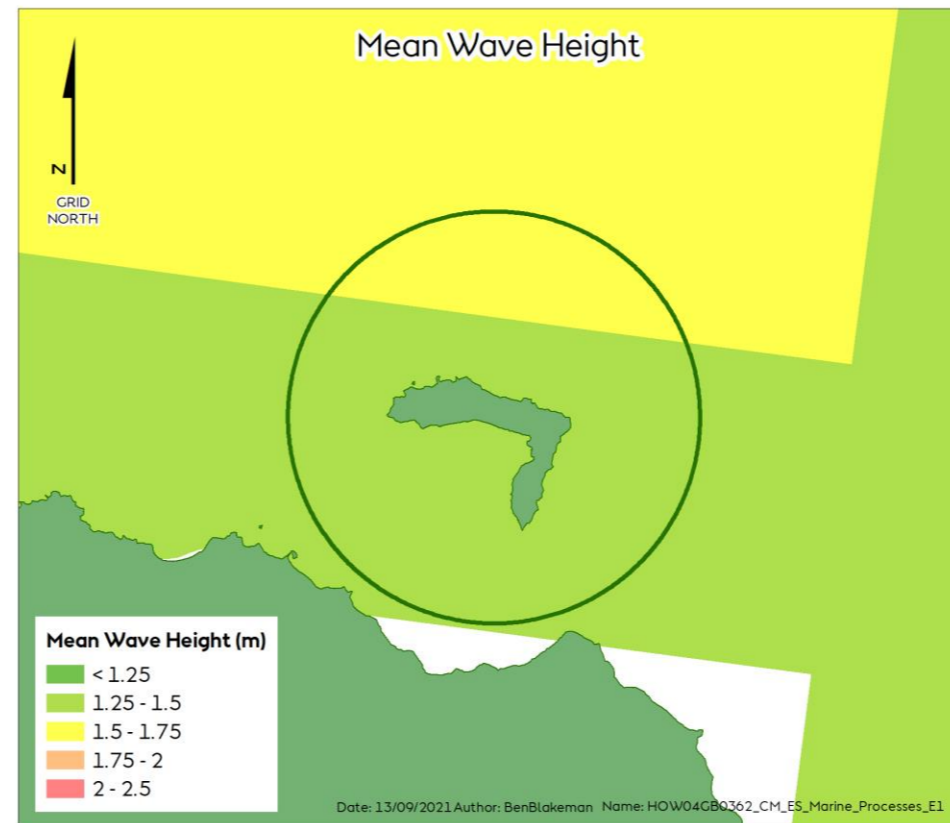 Mean Wave Height
N
GRID
NORTH
Mean Wave Height (m)
< 1.25
1.25 - 1.5
1.5 - 1.75
1.75 - 2
2 - 2.5
Date: 13/09/2021 Author: BenBlakeman Name: HOW04GB0362_CM_ES_Marine_Processes_E1